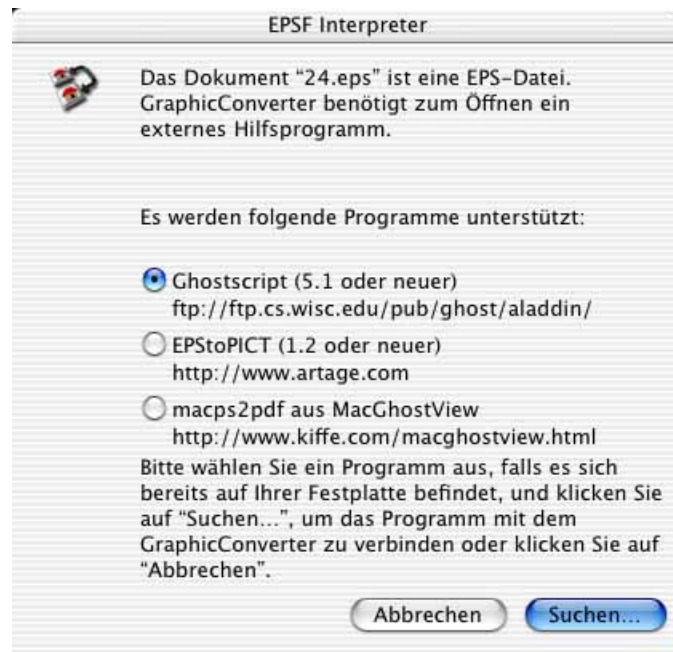 EPSF Interpreter
Das Dokument “24.eps” ist eine EPS-Datei.
GraphicConverter benötigt zum Öffnen ein
externes Hilfsprogramm.
Es werden folgende Programme unterstützt:
Ghostscript (5.1 oder neuer)
ftp://ftp.cs.wisc.edu/pub/ghost/aladdin/
EPStoPICT (1.2 oder neuer)
http://www.artage.com
macps2pdf aus MacGhostView
http://www.kiffe.com/macghostview.html
Bitte wählen Sie ein Programm aus, falls es sich
bereits auf Ihrer Festplatte befindet, und klicken Sie
auf “Suchen...”, um das Programm mit dem
GraphicConverter zu verbinden oder klicken Sie auf
“Abbrechen”.
Abbrechen Suchen...